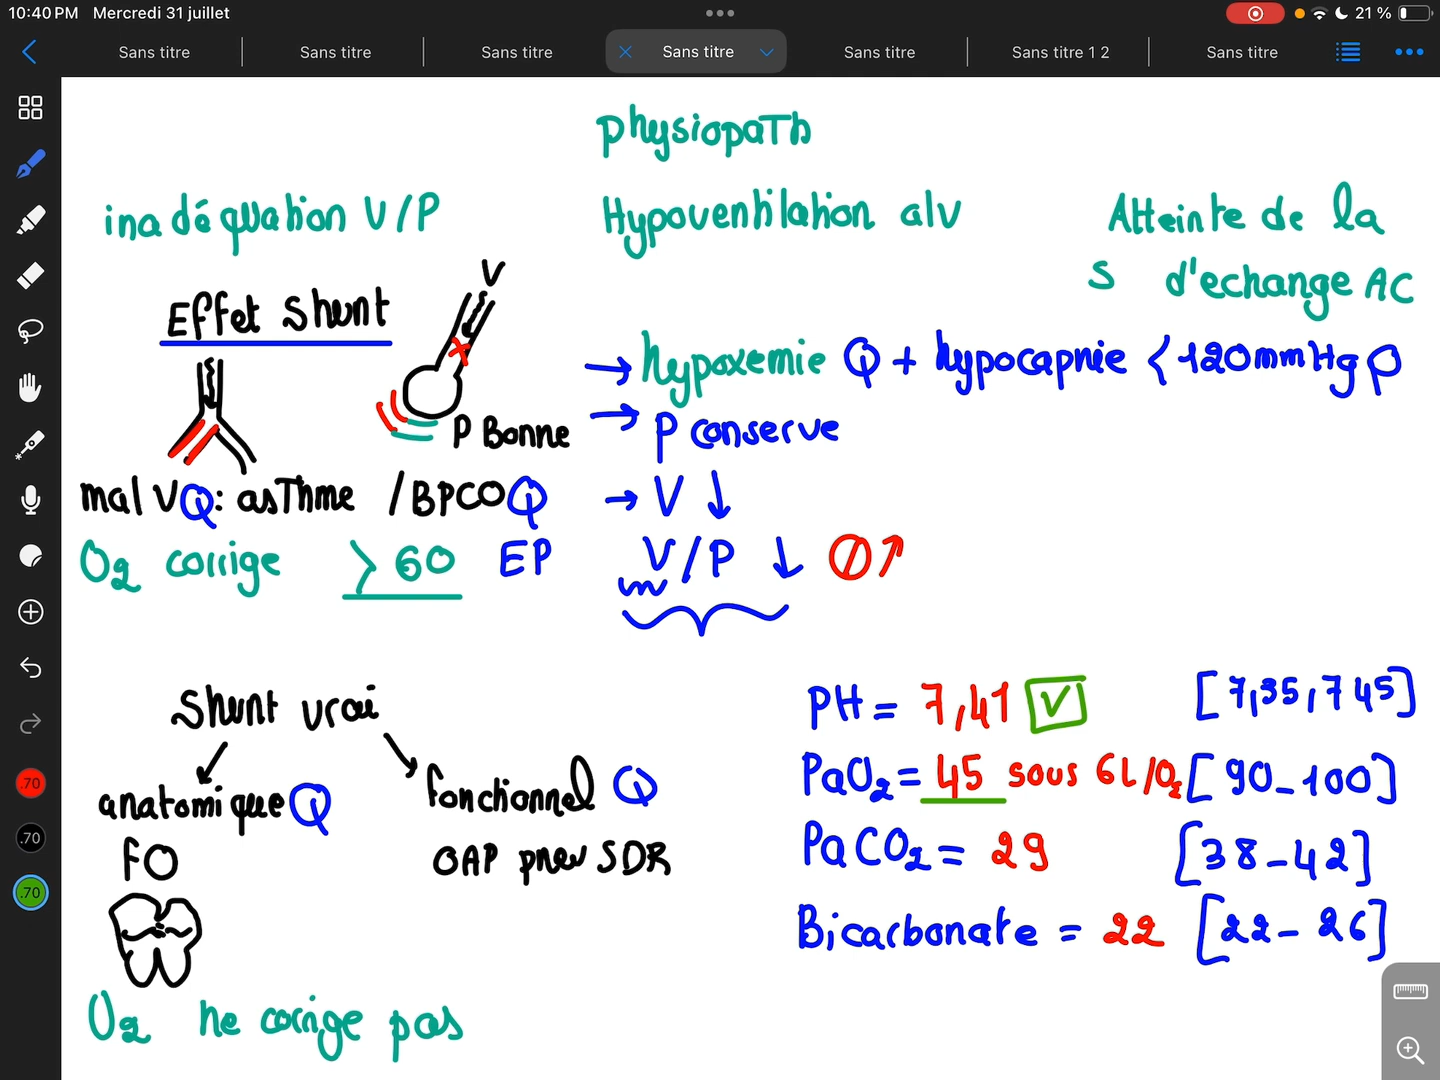 10:40 PM Mercredi 31 juillet
21 %
Sans titre
Sans titre
Sans titre
Sans titre
Sans titre
Sans titre 1 2
Sans titre
physiopath
inadéquation V/P
Hypoventilation alv
Atteinte de la
S d'echange AC
Effet shunt
V
P Bonne
→ hypoxemie Q + hypocapnie < 120mmHg
→ P conserve
mal V Q: asthme / BPCO Q
→ V ↓
O2 corrige > 60 EP
V/P ↓
Shunt vrai
anatomique Q
fonctionnel Q
FO
OAP pneu SDR
O2 ne corrige pas
PH = 7,41 [7,35, 7 45]
PaO2 = 45 sous 6L/O2 [90-100]
PaCO2 = 29 [38-42]
Bicarbonate = 22 [22-26]
.70
.70
.70